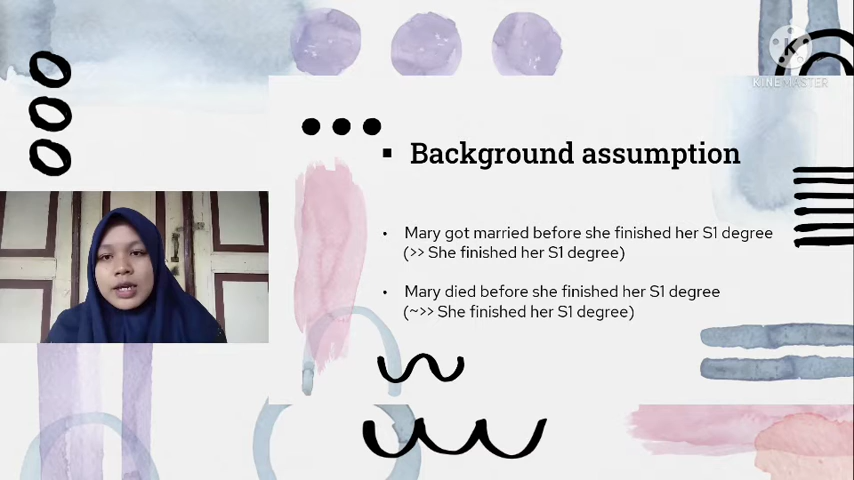 KINEMASTER
▪ Background assumption
• Mary got married before she finished her S1 degree
(>> She finished her S1 degree)
• Mary died before she finished her S1 degree
(~>> She finished her S1 degree)